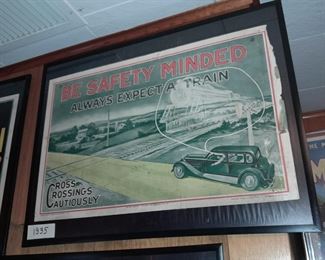 BE SAFETY MINDED
ALWAYS EXPECT A TRAIN
CROSS
CROSSINGS
CAUTIOUSLY
1935